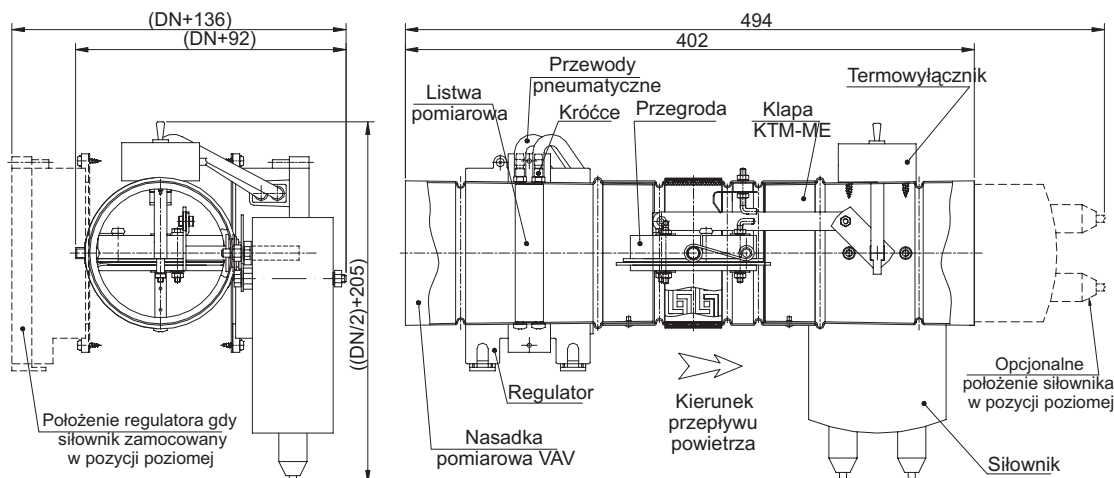 (DN+136)
(DN+92)
((DN/2)+205)
Położenie regulatora gdy
siłownik zamocowany
w pozycji poziomej
494
402
Przewody
pneumatyczne
Listwa
pomiarowa
Króćce
Przegroda
Klapa
KTM-ME
Termowyłącznik
Regulator
Nasadka
pomiarowa VAV
Kierunek
przepływu
powietrza
Opcjonalne
położenie siłownika
w pozycji poziomej
Siłownik